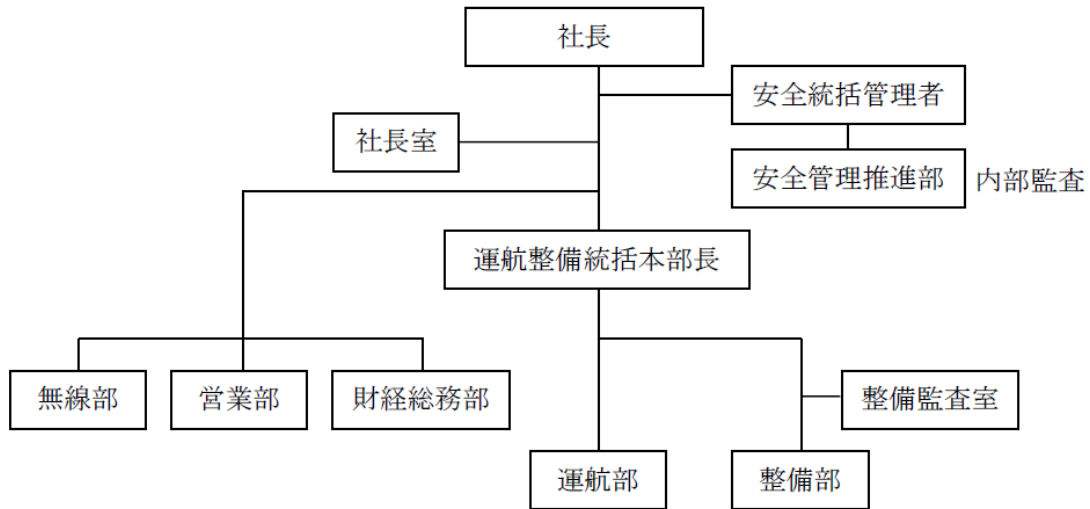 社長
安全統括管理者
社長室
安全管理推進部 内部監査
運航整備統括本部長
無線部 営業部 財経総務部 整備監査室
運航部 整備部